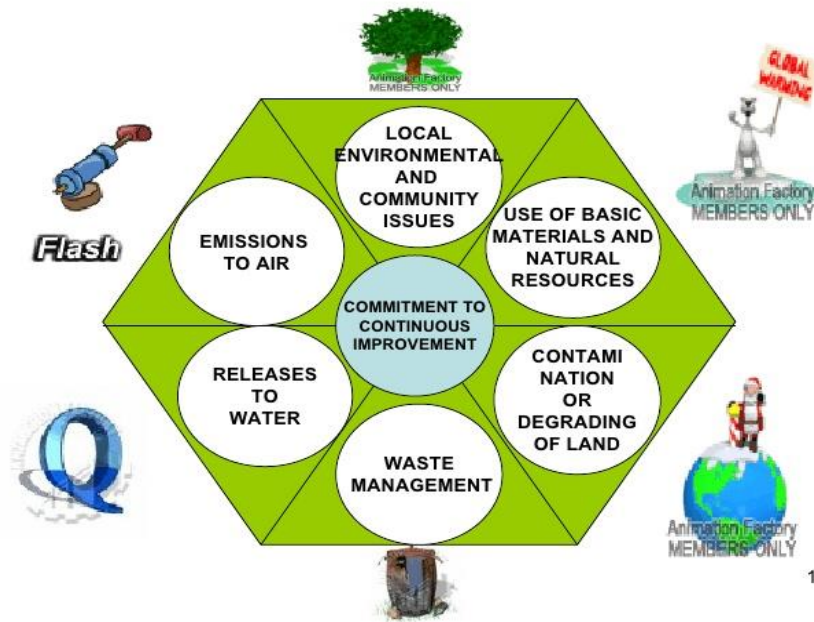 Animation Factory
MEMBERS ONLY
GLOBAL
WARMING
Animation Factory
MEMBERS ONLY
Flash
LOCAL
ENVIRONMENTAL
AND
COMMUNITY
ISSUES
EMISSIONS
TO AIR
USE OF BASIC
MATERIALS AND
NATURAL
RESOURCES
COMMITMENT TO
CONTINUOUS
IMPROVEMENT
RELEASES
TO
WATER
CONTAMI
NATION
OR
DEGRADING
OF LAND
WASTE
MANAGEMENT
Q
Animation Factory
MEMBERS ONLY
1